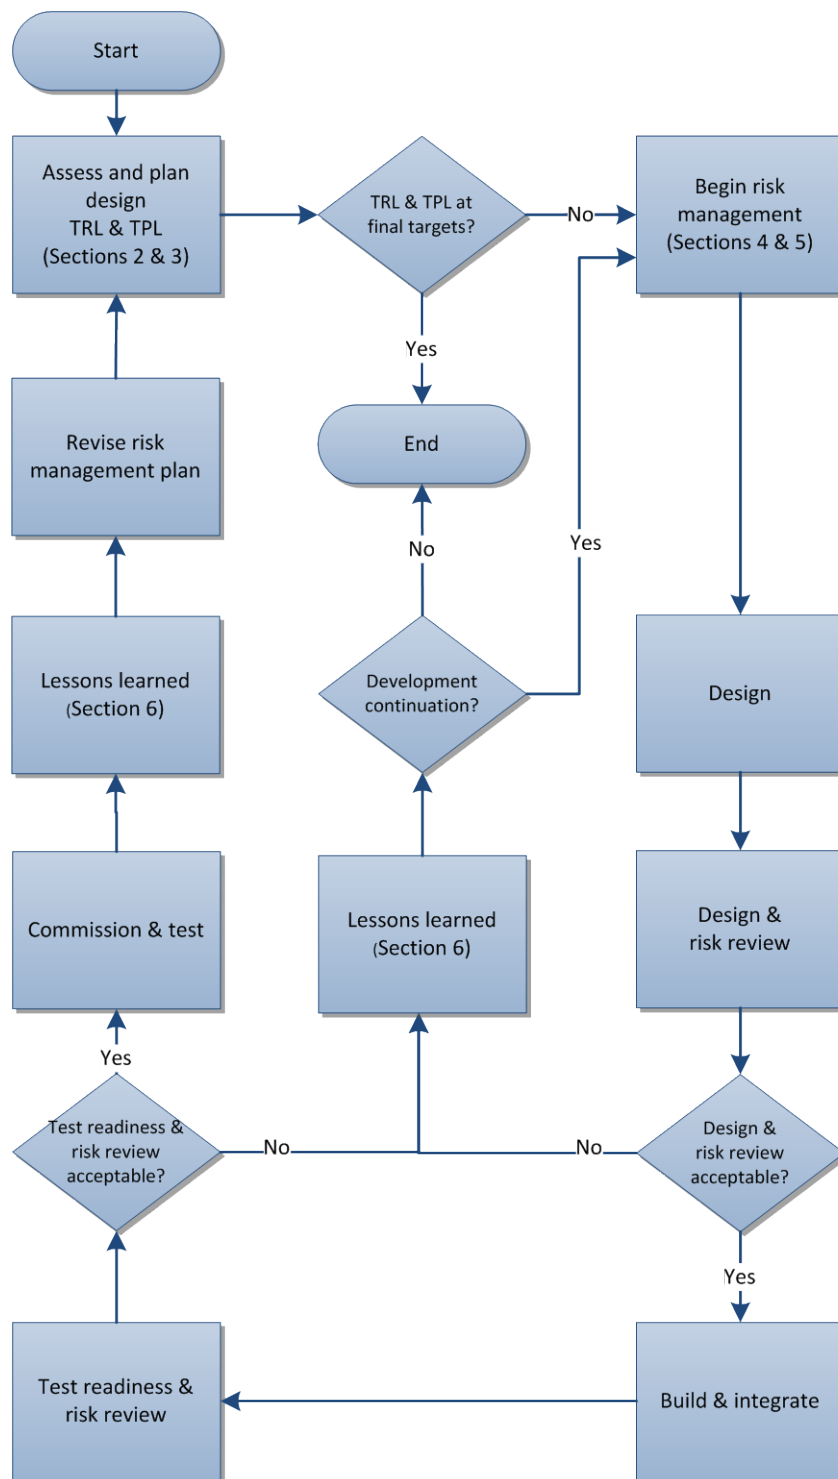 Start
Assess and plan
design
TRL & TPL
(Sections 2 & 3)
TRL & TPL at
final targets?
No
Begin risk
management
(Sections 4 & 5)
Yes
End
Revise risk
management plan
No
Yes
Lessons learned
(Section 6)
Development
continuation?
Design
Commission & test
Lessons learned
(Section 6)
Design &
risk review
Yes
Test readiness &
risk review
acceptable?
No
No
Design &
risk review
acceptable?
Yes
Test readiness &
risk review
Build & integrate